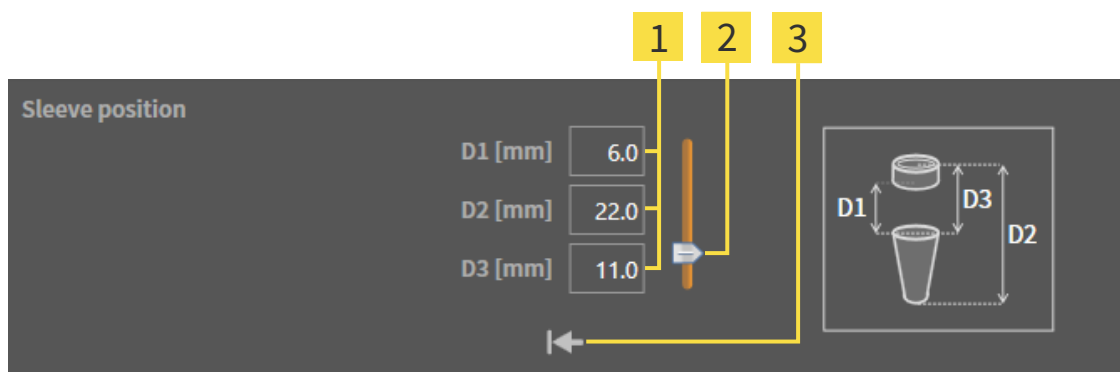 1 2 3
Sleeve position
D1 [mm] 6.0
D2 [mm] 22.0
D3 [mm] 11.0
D1 D3
D2